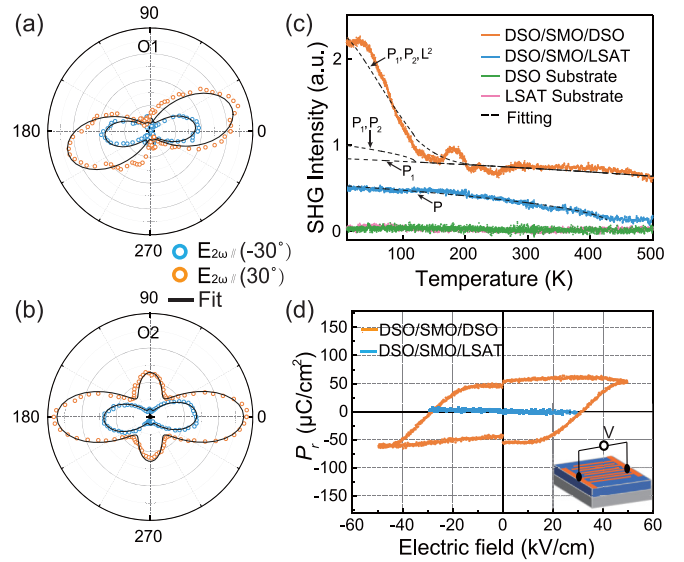 (a)
90
O1
180
0
270
E2ω∥(-30°)
E2ω∥(30°)
Fit
(b)
90
O2
180
0
270
(c)
SHG Intensity (a.u.)
2
1
0
DSO/SMO/DSO
DSO/SMO/LSAT
DSO Substrate
LSAT Substrate
Fitting
P₁,P₂,L²
P₁,P₂
P₁
P
100
200
300
400
500
Temperature (K)
(d)
DSO/SMO/DSO
DSO/SMO/LSAT
Pr (μC/cm²)
150
100
50
0
-50
-100
-150
V
-60
-40
-20
0
20
40
60
Electric field (kV/cm)